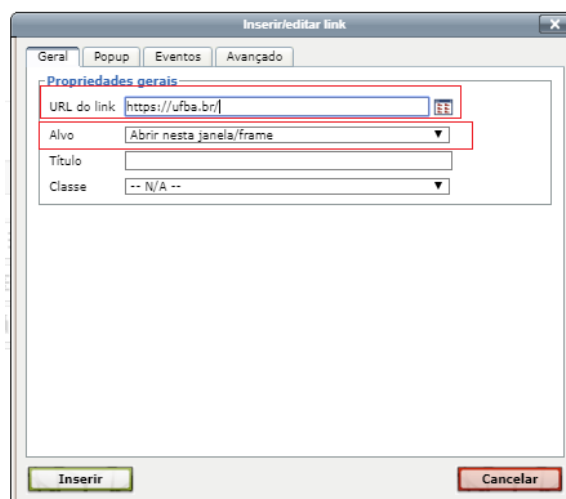 Inserir/editar link
Geral Popup Eventos Avançado
Propriedades gerais
URL do link https://ufba.br/
Alvo Abrir nesta janela/frame
Título
Classe -- N/A --
Inserir Cancelar